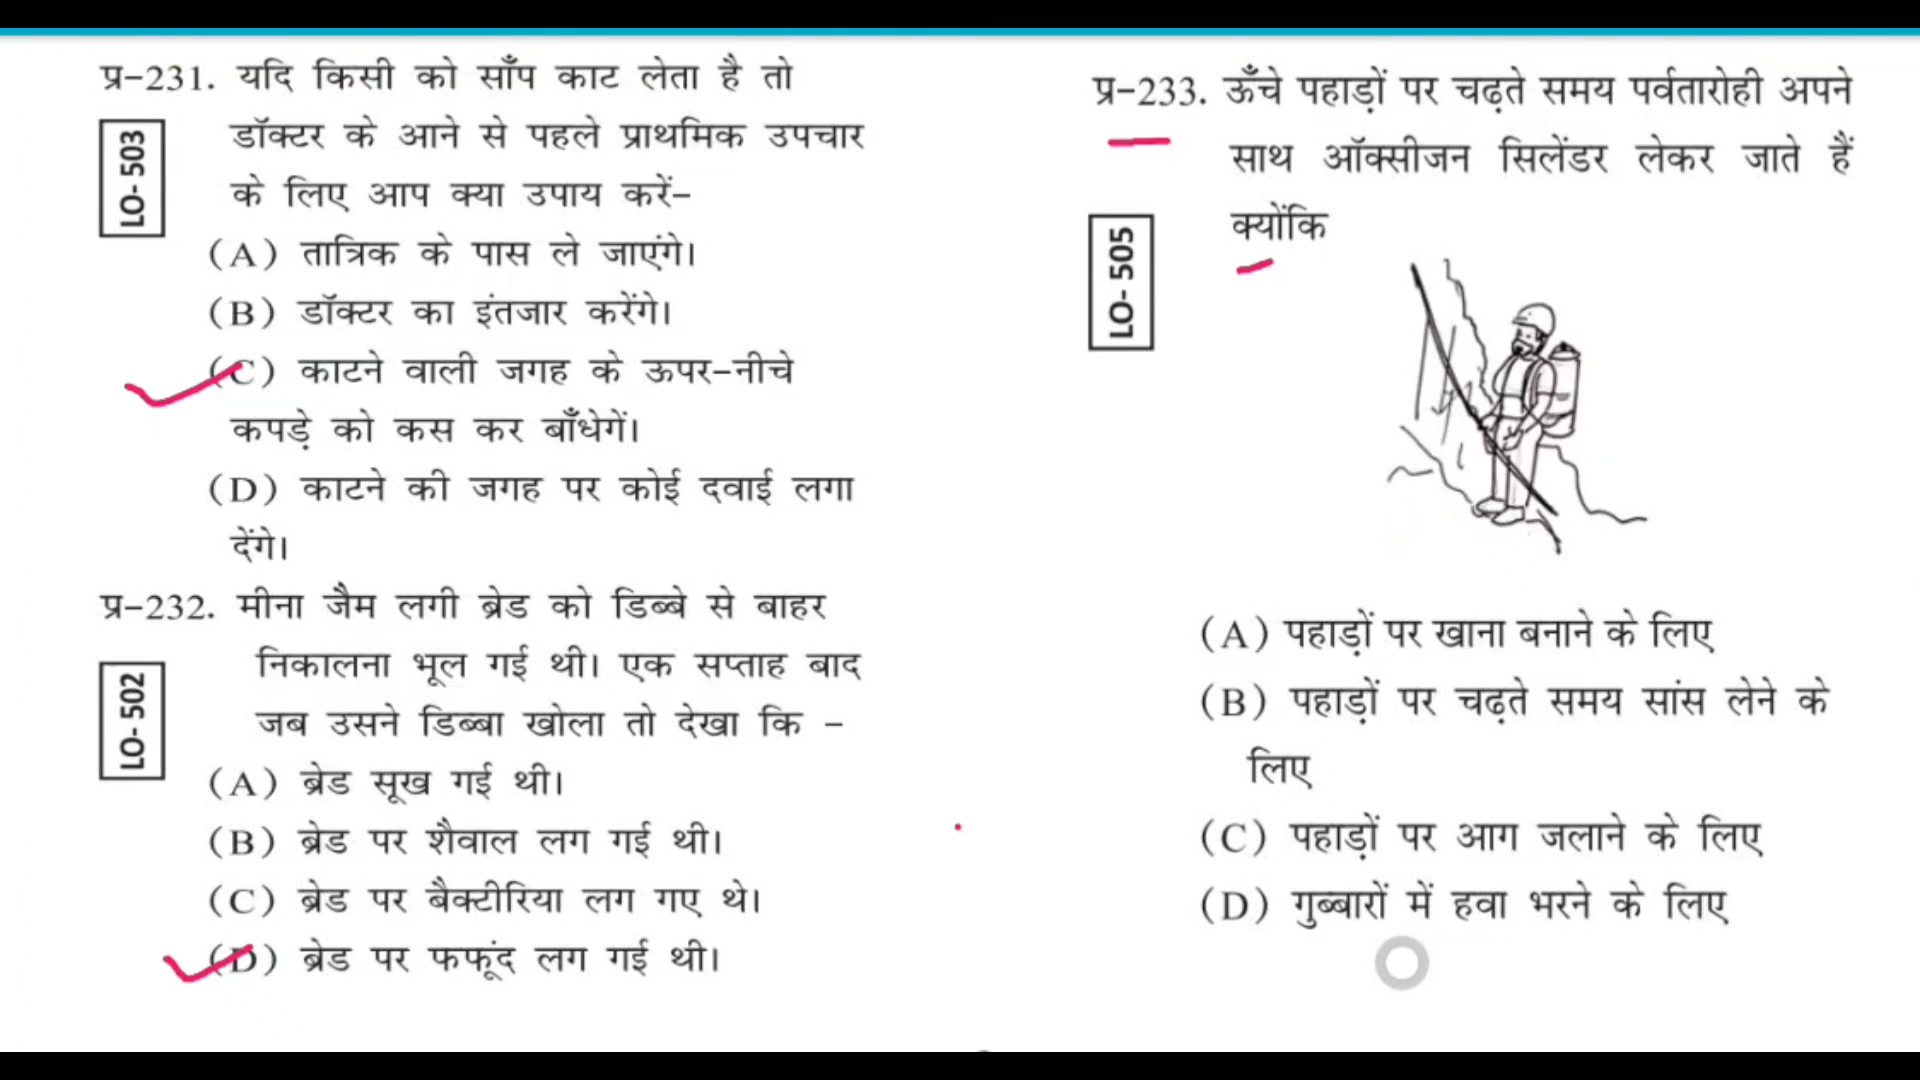 प्र-231. यदि किसी को साँप काट लेता है तो
LO- 503
डॉक्टर के आने से पहले प्राथमिक उपचार
के लिए आप क्या उपाय करें-
(A) तात्रिक के पास ले जाएंगे।
(B) डॉक्टर का इंतजार करेंगे।
(C) काटने वाली जगह के ऊपर-नीचे
कपड़े को कस कर बाँधेगें।
(D) काटने की जगह पर कोई दवाई लगा
देंगे।
प्र-232. मीना जैम लगी ब्रेड को डिब्बे से बाहर
LO- 502
निकालना भूल गई थी। एक सप्ताह बाद
जब उसने डिब्बा खोला तो देखा कि -
(A) ब्रेड सूख गई थी।
(B) ब्रेड पर शैवाल लग गई थी।
(C) ब्रेड पर बैक्टीरिया लग गए थे।
(D) ब्रेड पर फफूंद लग गई थी।
प्र-233. ऊँचे पहाड़ों पर चढ़ते समय पर्वतारोही अपने
साथ ऑक्सीजन सिलेंडर लेकर जाते हैं
क्योंकि
LO- 505
(A) पहाड़ों पर खाना बनाने के लिए
(B) पहाड़ों पर चढ़ते समय सांस लेने के
लिए
(C) पहाड़ों पर आग जलाने के लिए
(D) गुब्बारों में हवा भरने के लिए